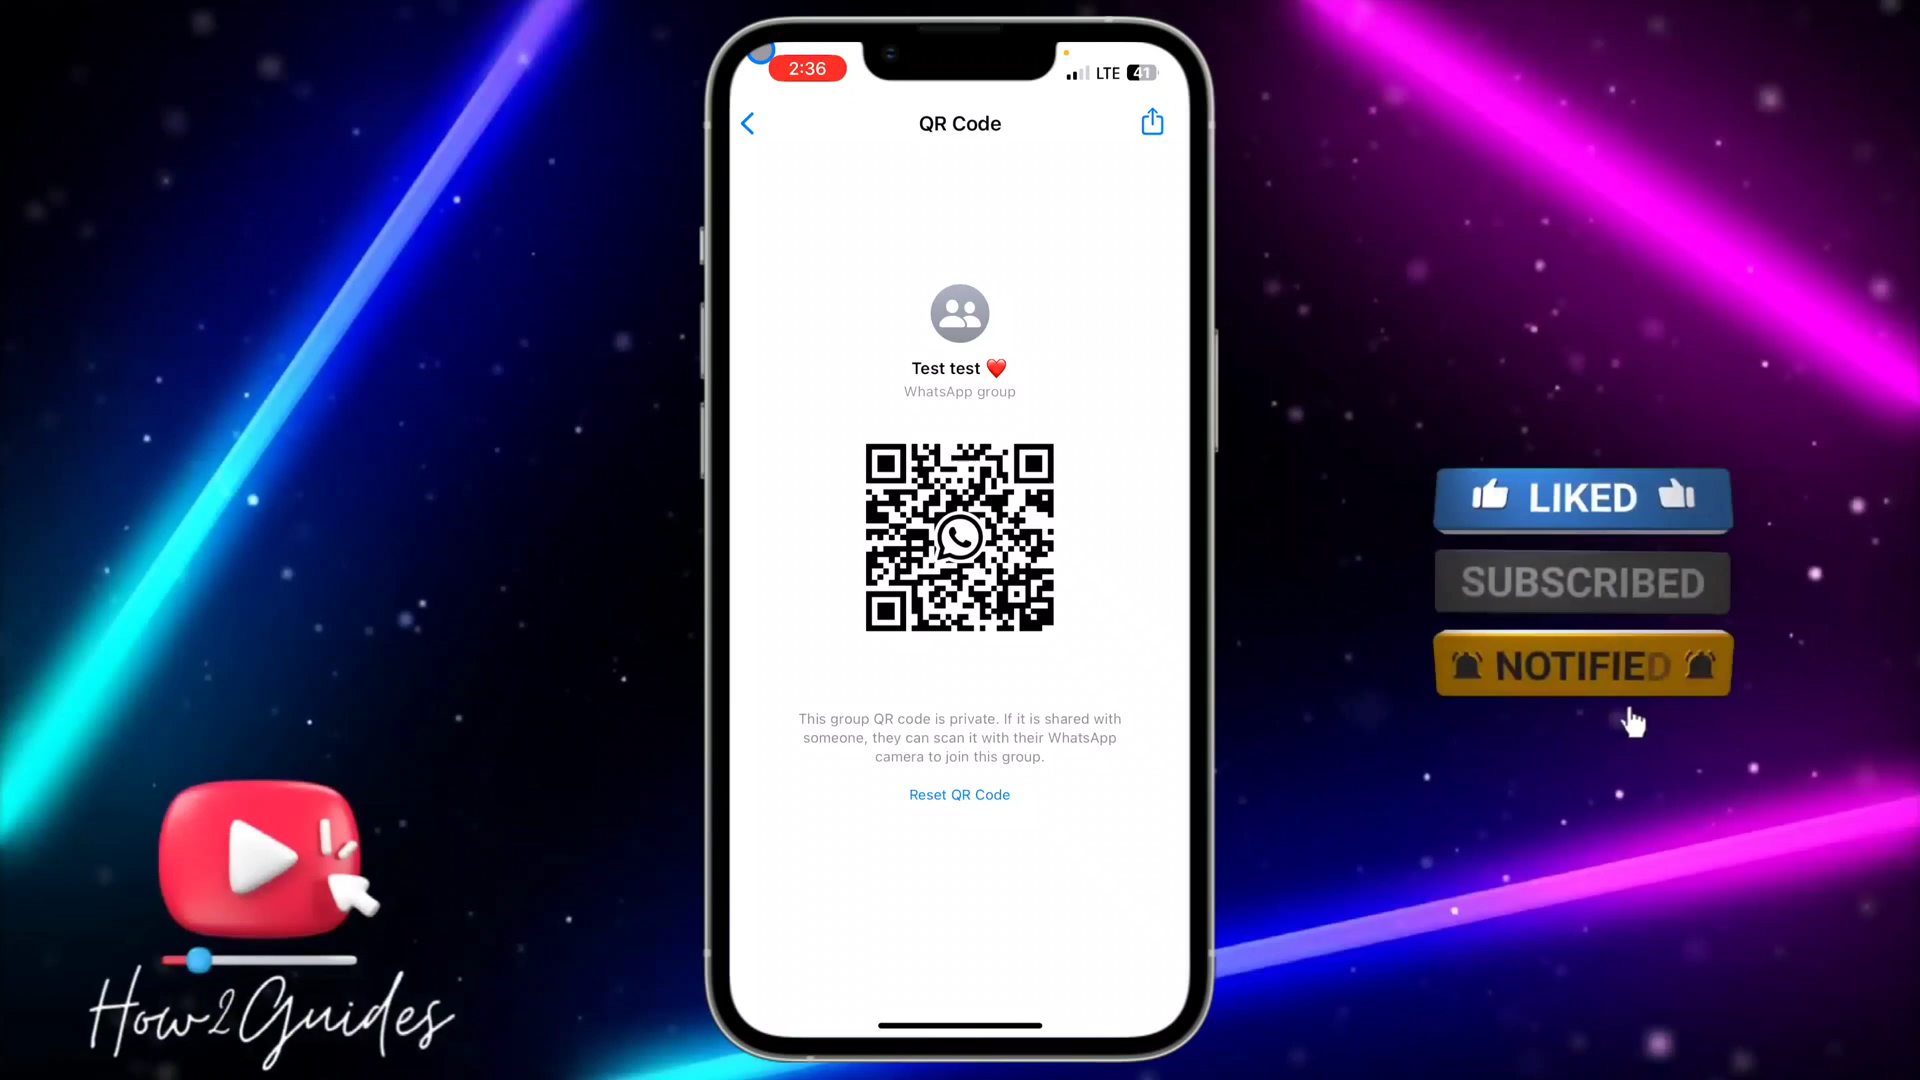 2:36
LTE
41
QR Code
Test test ❤️
WhatsApp group
This group QR code is private. If it is shared with
someone, they can scan it with their WhatsApp
camera to join this group.
Reset QR Code
LIKED
SUBSCRIBED
NOTIFIED
How2Guides